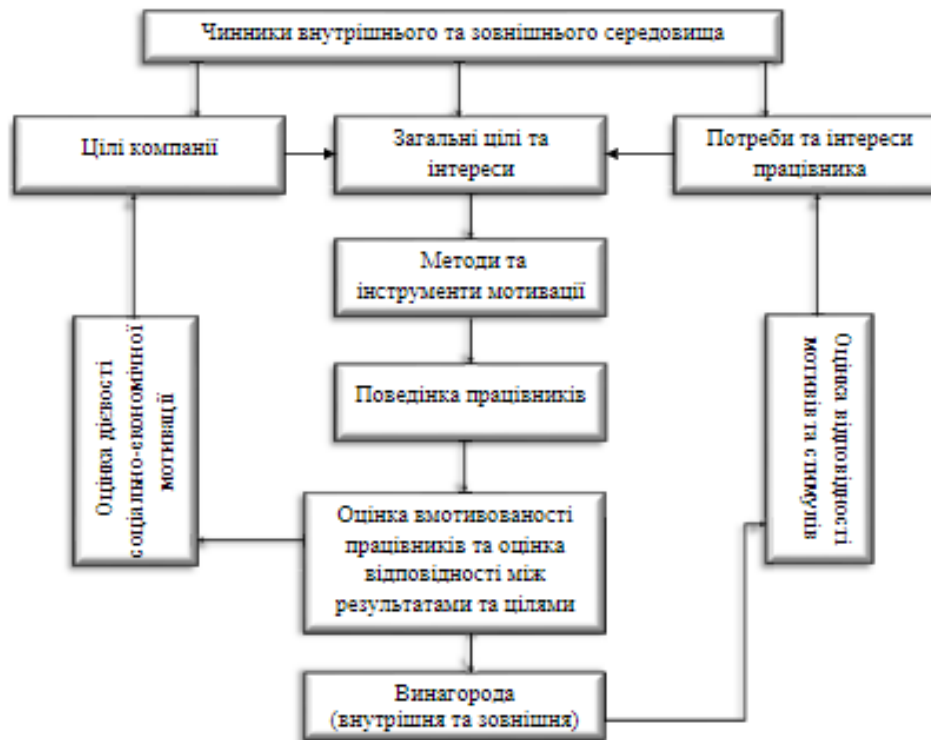 Чинники внутрішнього та зовнішнього середовища
Цілі компанії
Загальні цілі та
інтереси
Потреби та інтереси
працівника
Методи та
інструменти мотивації
Оцінка дієвості
соціально-економічної
мотивації
Поведінка працівників
Оцінка відповідності
мотивів та стимулів
Оцінка вмотивованості
працівників та оцінка
відповідності між
результатами та цілями
Винагорода
(внутрішня та зовнішня)